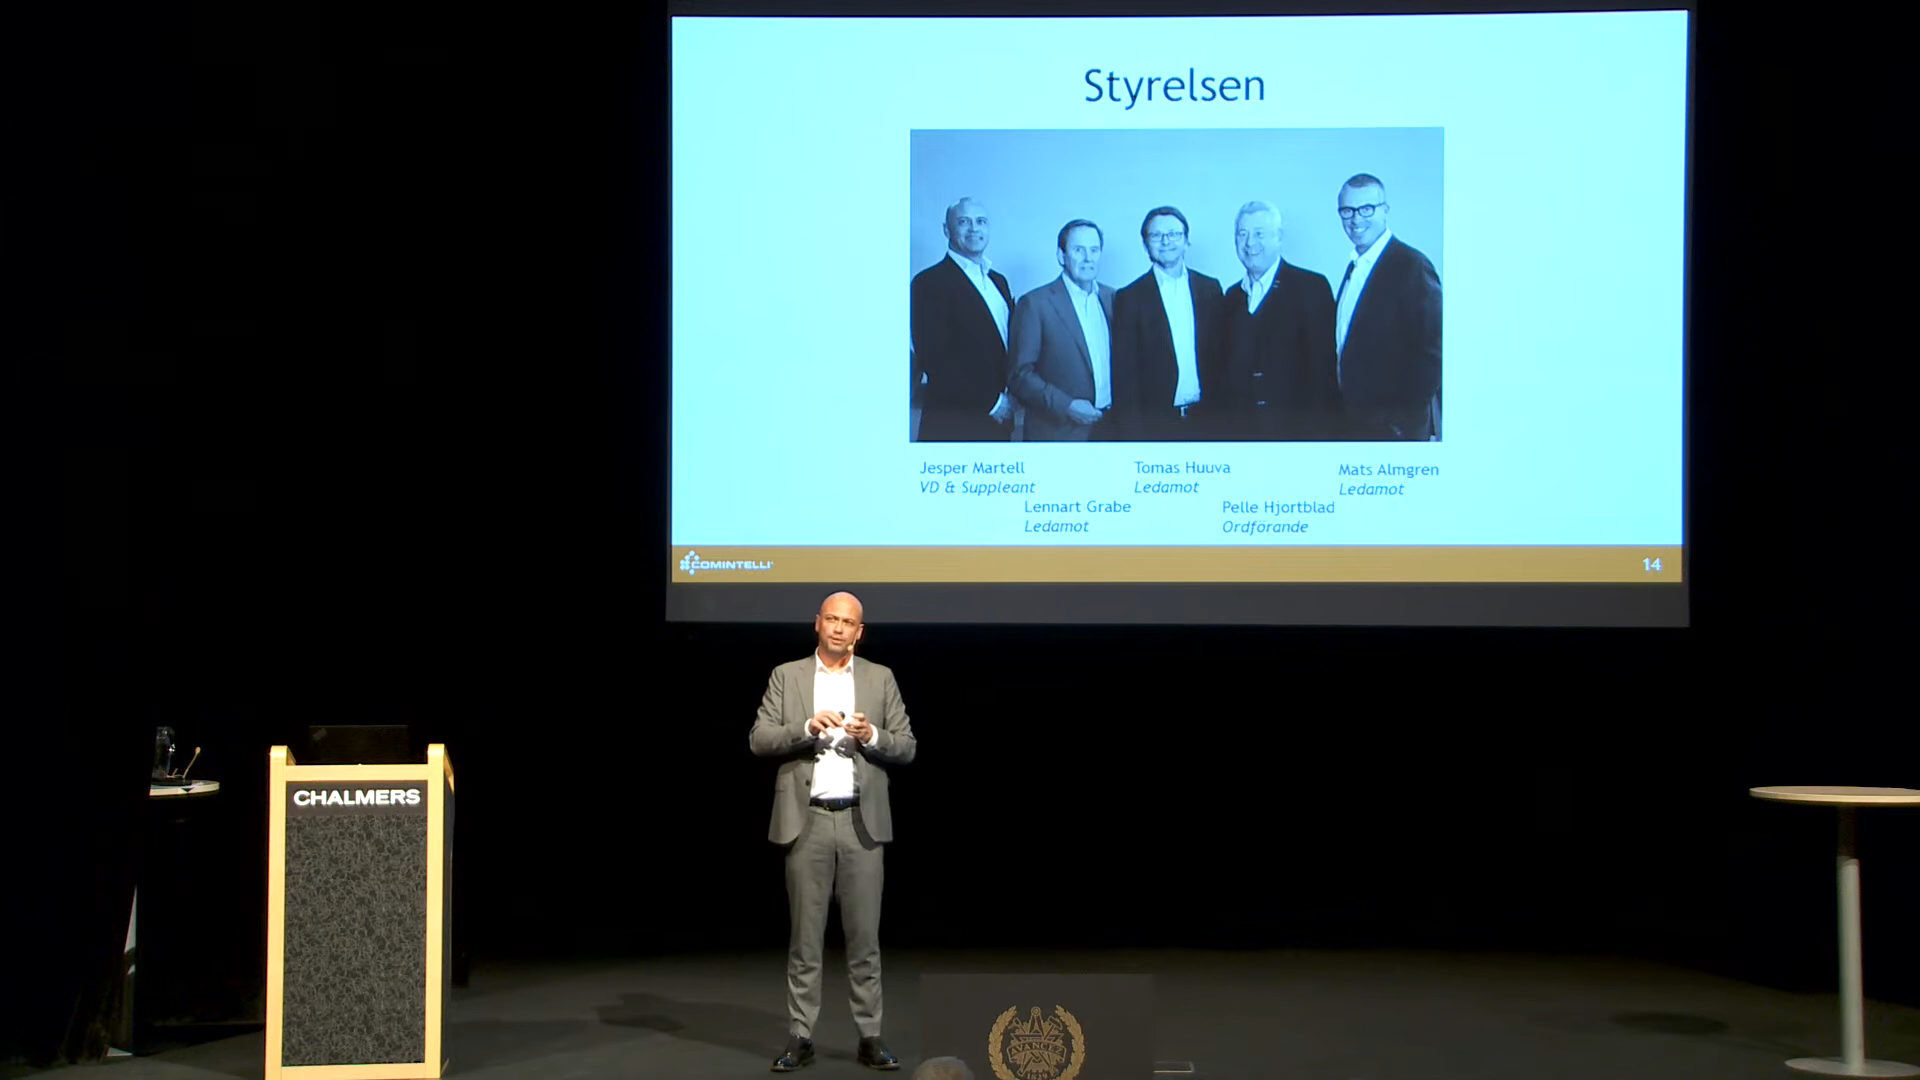 Styrelsen
Jesper Martell
VD & Suppleant
Lennart Grabe
Ledamot
Tomas Huuva
Ledamot
Pelle Hjortblad
Ordförande
Mats Almgren
Ledamot
COMINTELLI
14
CHALMERS
AVANCEZ